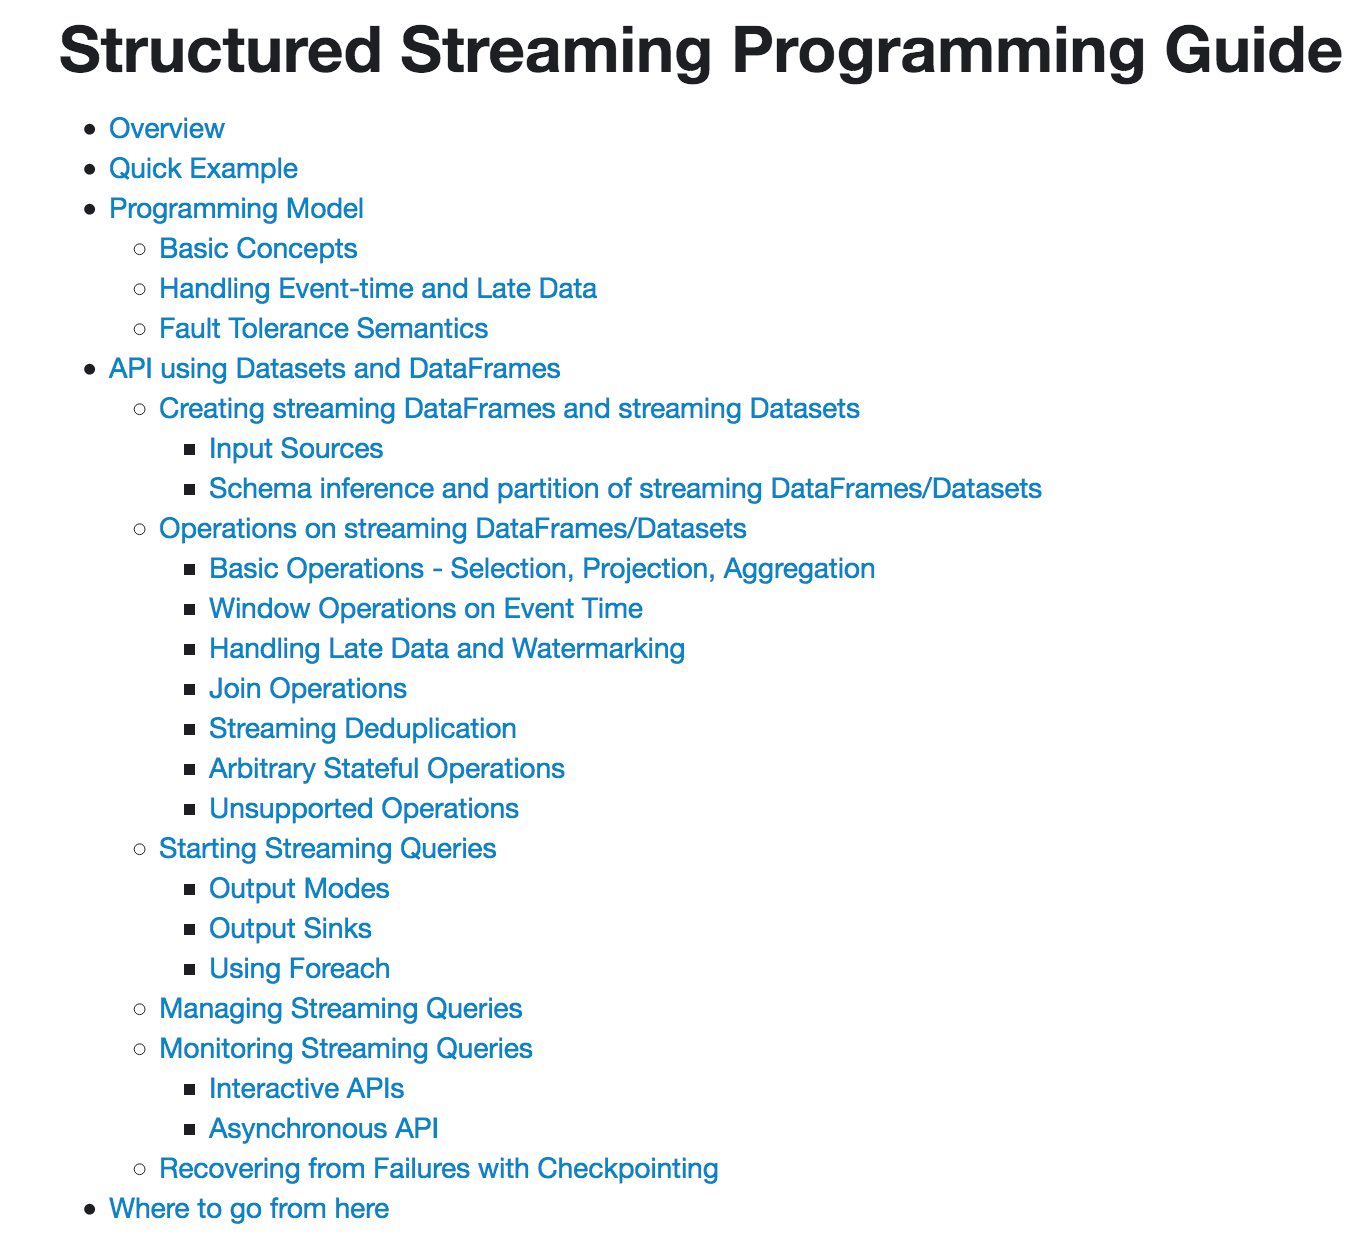 Structured Streaming Programming Guide
Overview
Quick Example
Programming Model
Basic Concepts
Handling Event-time and Late Data
Fault Tolerance Semantics
API using Datasets and DataFrames
Creating streaming DataFrames and streaming Datasets
Input Sources
Schema inference and partition of streaming DataFrames/Datasets
Operations on streaming DataFrames/Datasets
Basic Operations - Selection, Projection, Aggregation
Window Operations on Event Time
Handling Late Data and Watermarking
Join Operations
Streaming Deduplication
Arbitrary Stateful Operations
Unsupported Operations
Starting Streaming Queries
Output Modes
Output Sinks
Using Foreach
Managing Streaming Queries
Monitoring Streaming Queries
Interactive APIs
Asynchronous API
Recovering from Failures with Checkpointing
Where to go from here